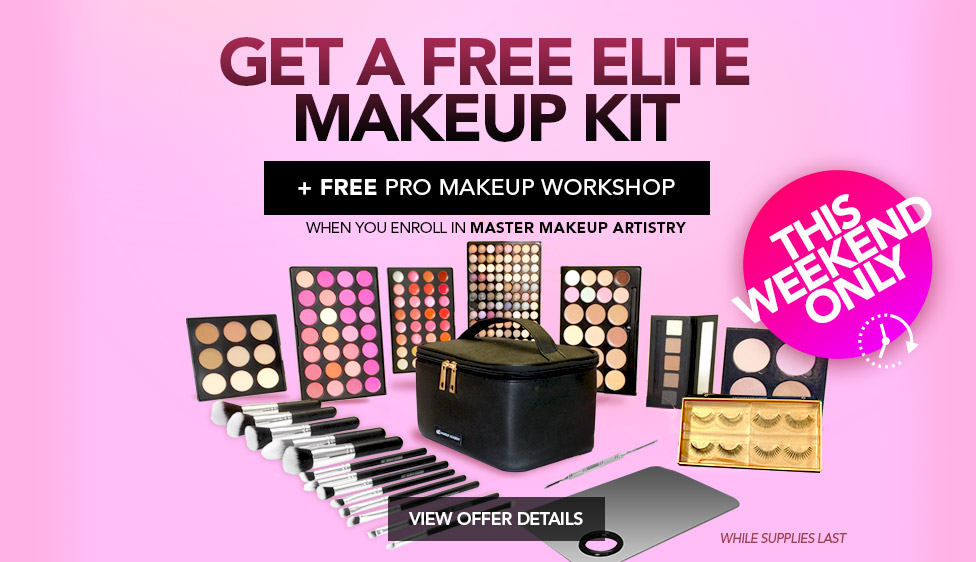 GET A FREE ELITE
MAKEUP KIT
+ FREE PRO MAKEUP WORKSHOP
WHEN YOU ENROLL IN MASTER MAKEUP ARTISTRY
THIS
WEEKEND
ONLY
VIEW OFFER DETAILS
WHILE SUPPLIES LAST